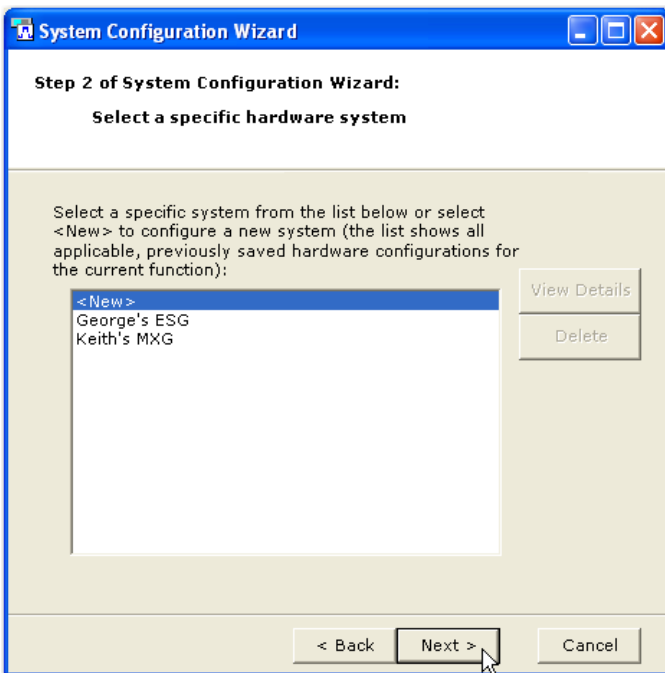 System Configuration Wizard
Step 2 of System Configuration Wizard:
Select a specific hardware system
Select a specific system from the list below or select
<New> to configure a new system (the list shows all
applicable, previously saved hardware configurations for
the current function):
<New>
George's ESG
Keith's MXG
View Details
Delete
< Back
Next >
Cancel